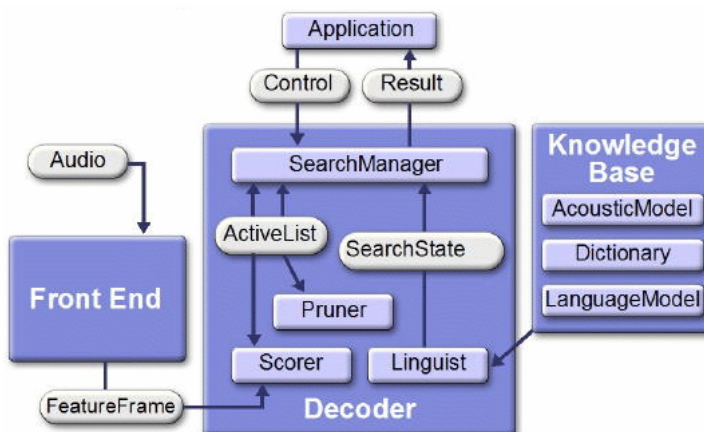 Application
Control
Result
Audio
SearchManager
Knowledge
Base
AcousticModel
ActiveList
SearchState
Dictionary
Front End
Pruner
LanguageModel
Scorer
Linguist
FeatureFrame
Decoder